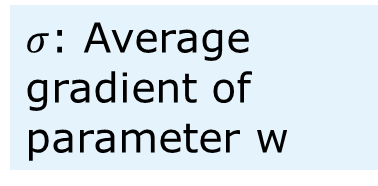 𝜎: Average
gradient of
parameter w